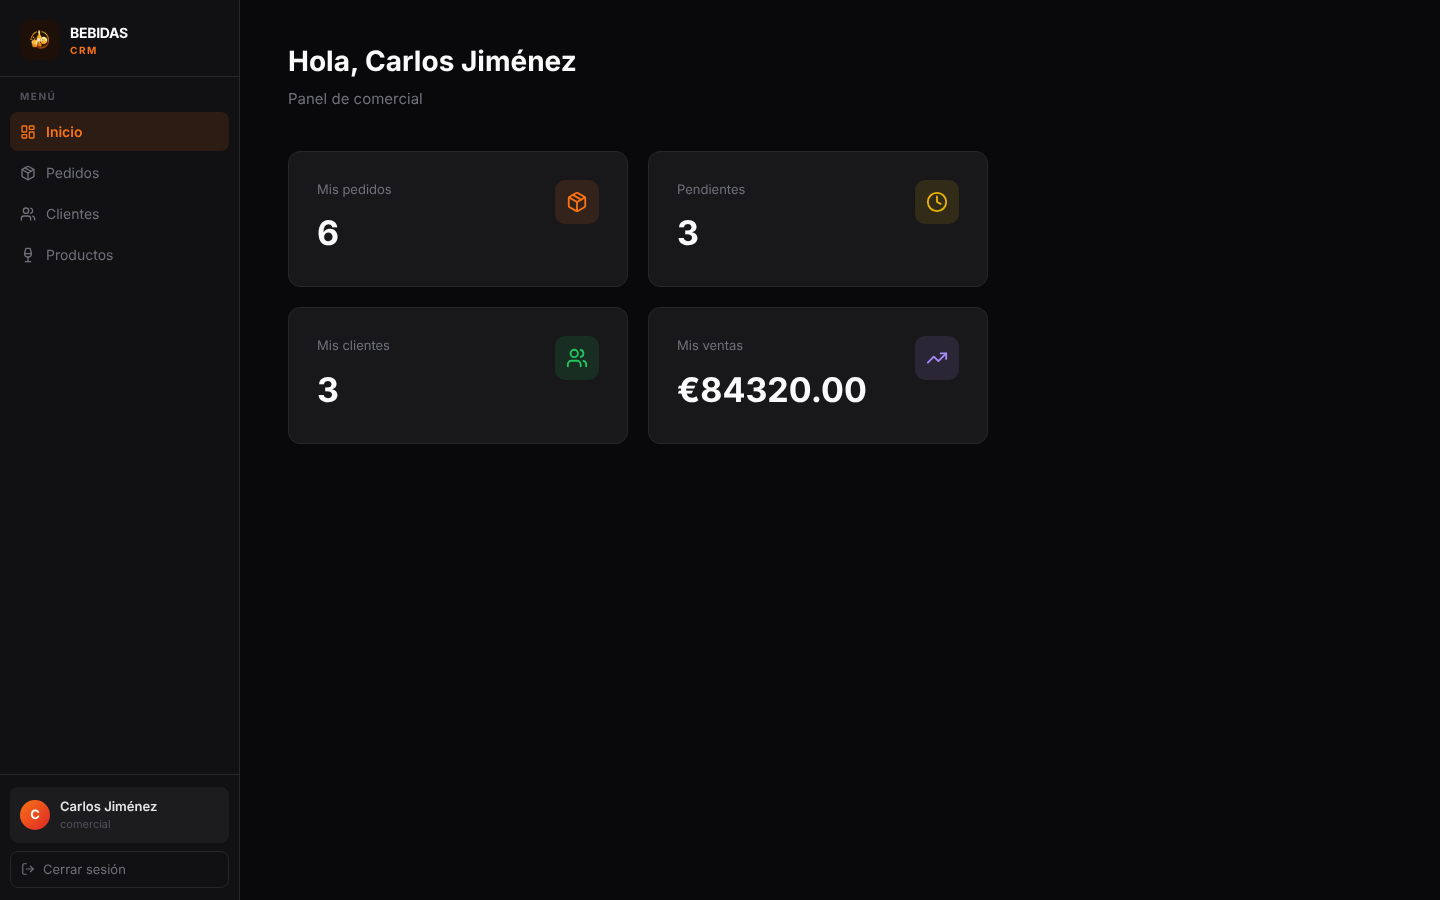 BEBIDAS
CRM
MENÚ
Inicio
Pedidos
Clientes
Productos
Hola, Carlos Jiménez
Panel de comercial
Mis pedidos
6
Pendientes
3
Mis clientes
3
Mis ventas
€84320.00
C
Carlos Jiménez
comercial
Cerrar sesión